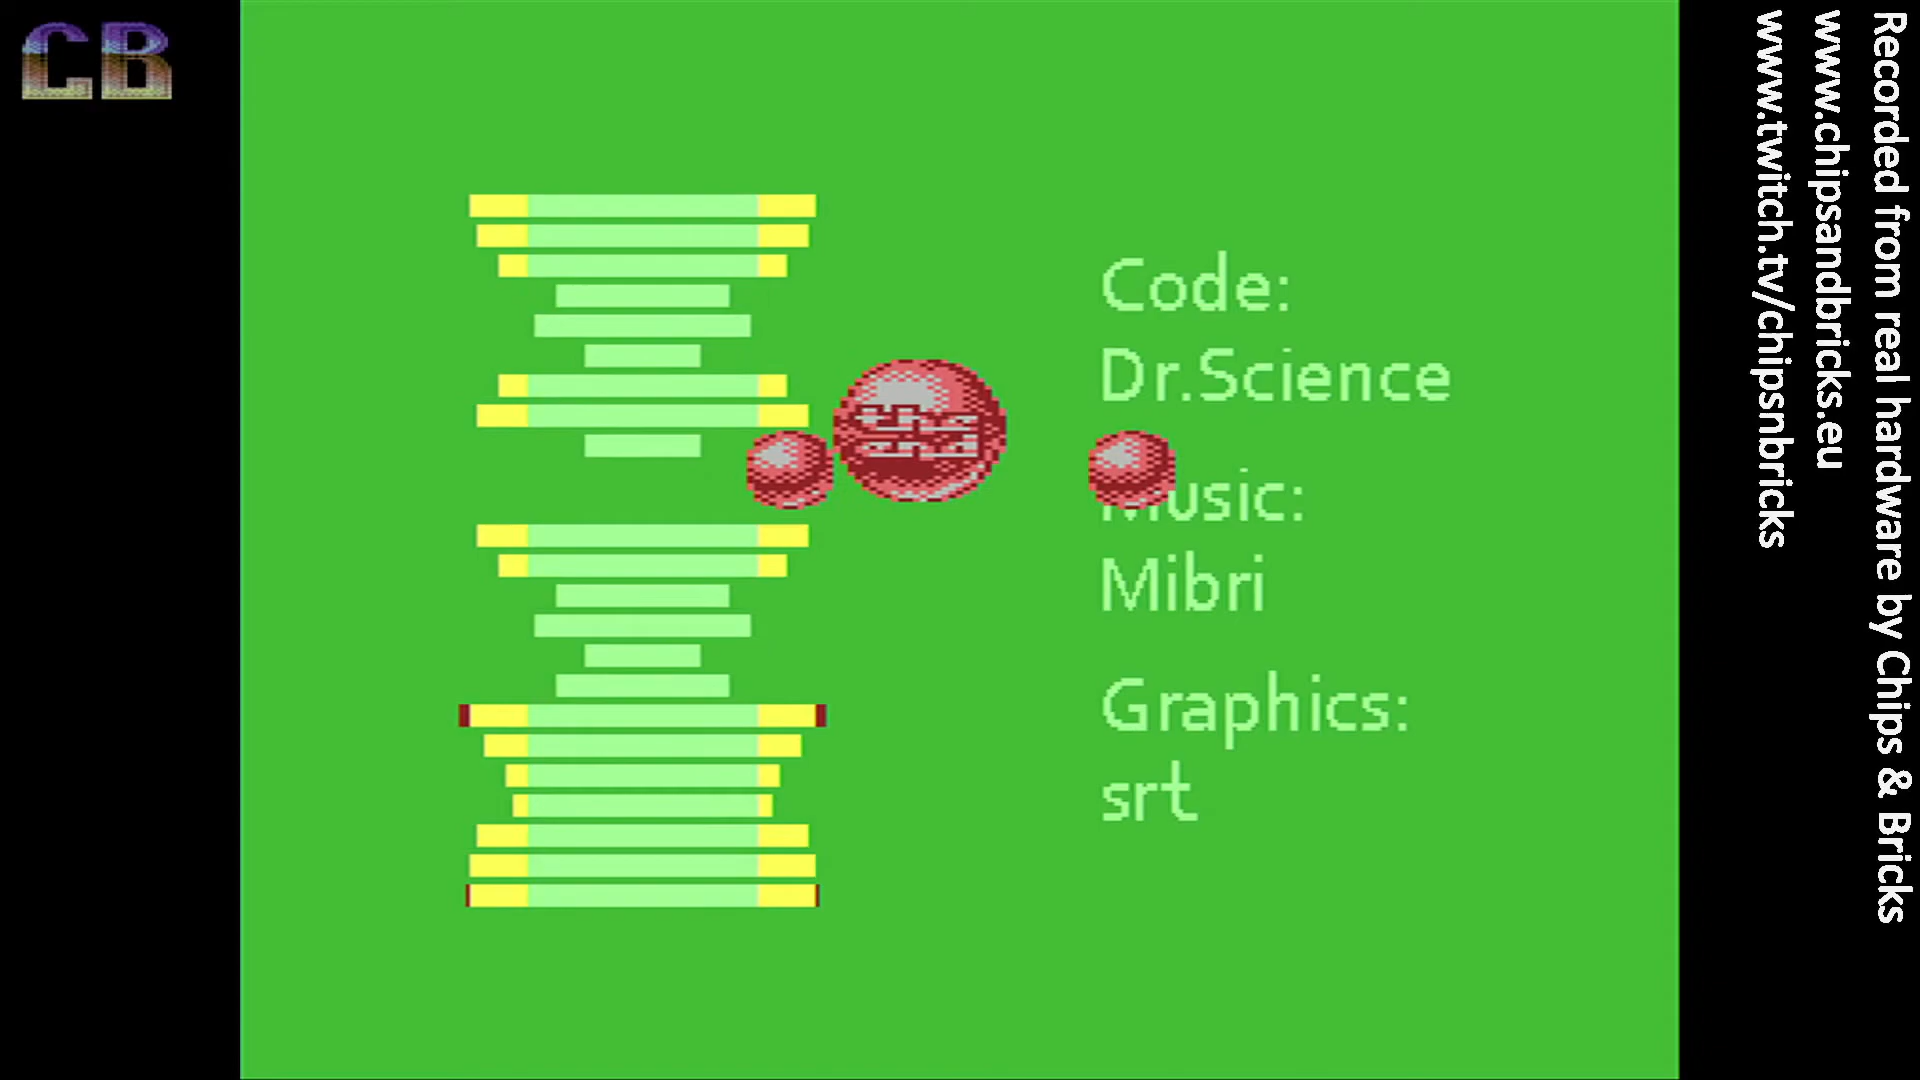 CB
Code:
Dr.Science
Music:
Mibri
Graphics:
srt
Recorded from real hardware by Chips & Bricks
www.chipsandbricks.eu
www.twitch.tv/chipsnbricks